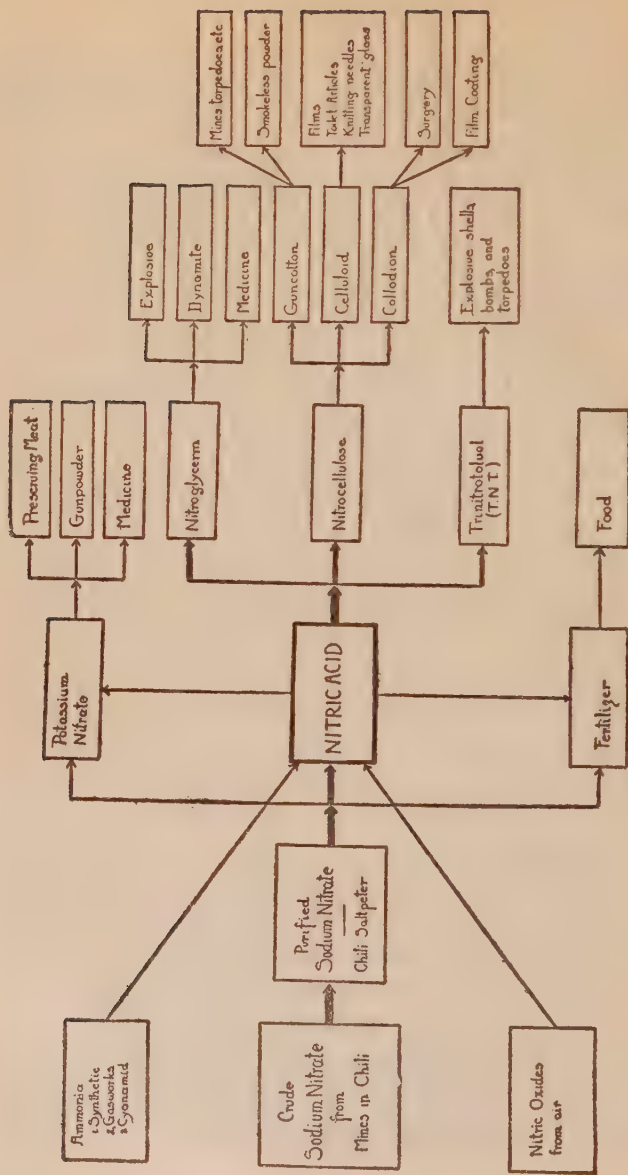 Ammonia
1. Synthetic
2. Gasworks
3. Cyanamid
Crude
Sodium Nitrate
from
Mines in Chili
Nitric Oxides
from air
Purified
Sodium Nitrate
Chili Saltpeter
Potassium
Nitrate
NITRIC ACID
Fertilizer
Preserving Meat
Gunpowder
Medicine
Nitroglycerin
Nitrocellulose
Trinitrotoluol
(T.N.T.)
Food
Explosive
Dynamite
Medicine
Guncotton
Celluloid
Collodion
Explosive shells
bombs, and
torpedoes
Mines torpedoes etc
Smokeless powder
Films
Toilet Articles
Knitting needles
Transparent glass
Surgery
Film Coating